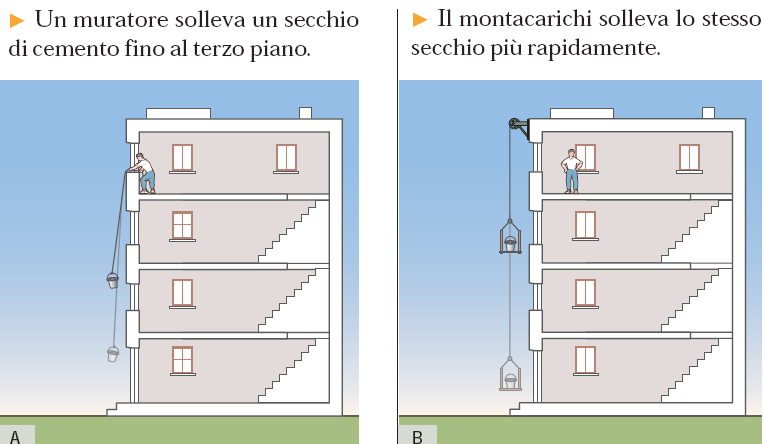 ► Un muratore solleva un secchio
di cemento fino al terzo piano.
► Il montacarichi solleva lo stesso
secchio più rapidamente.
A
B